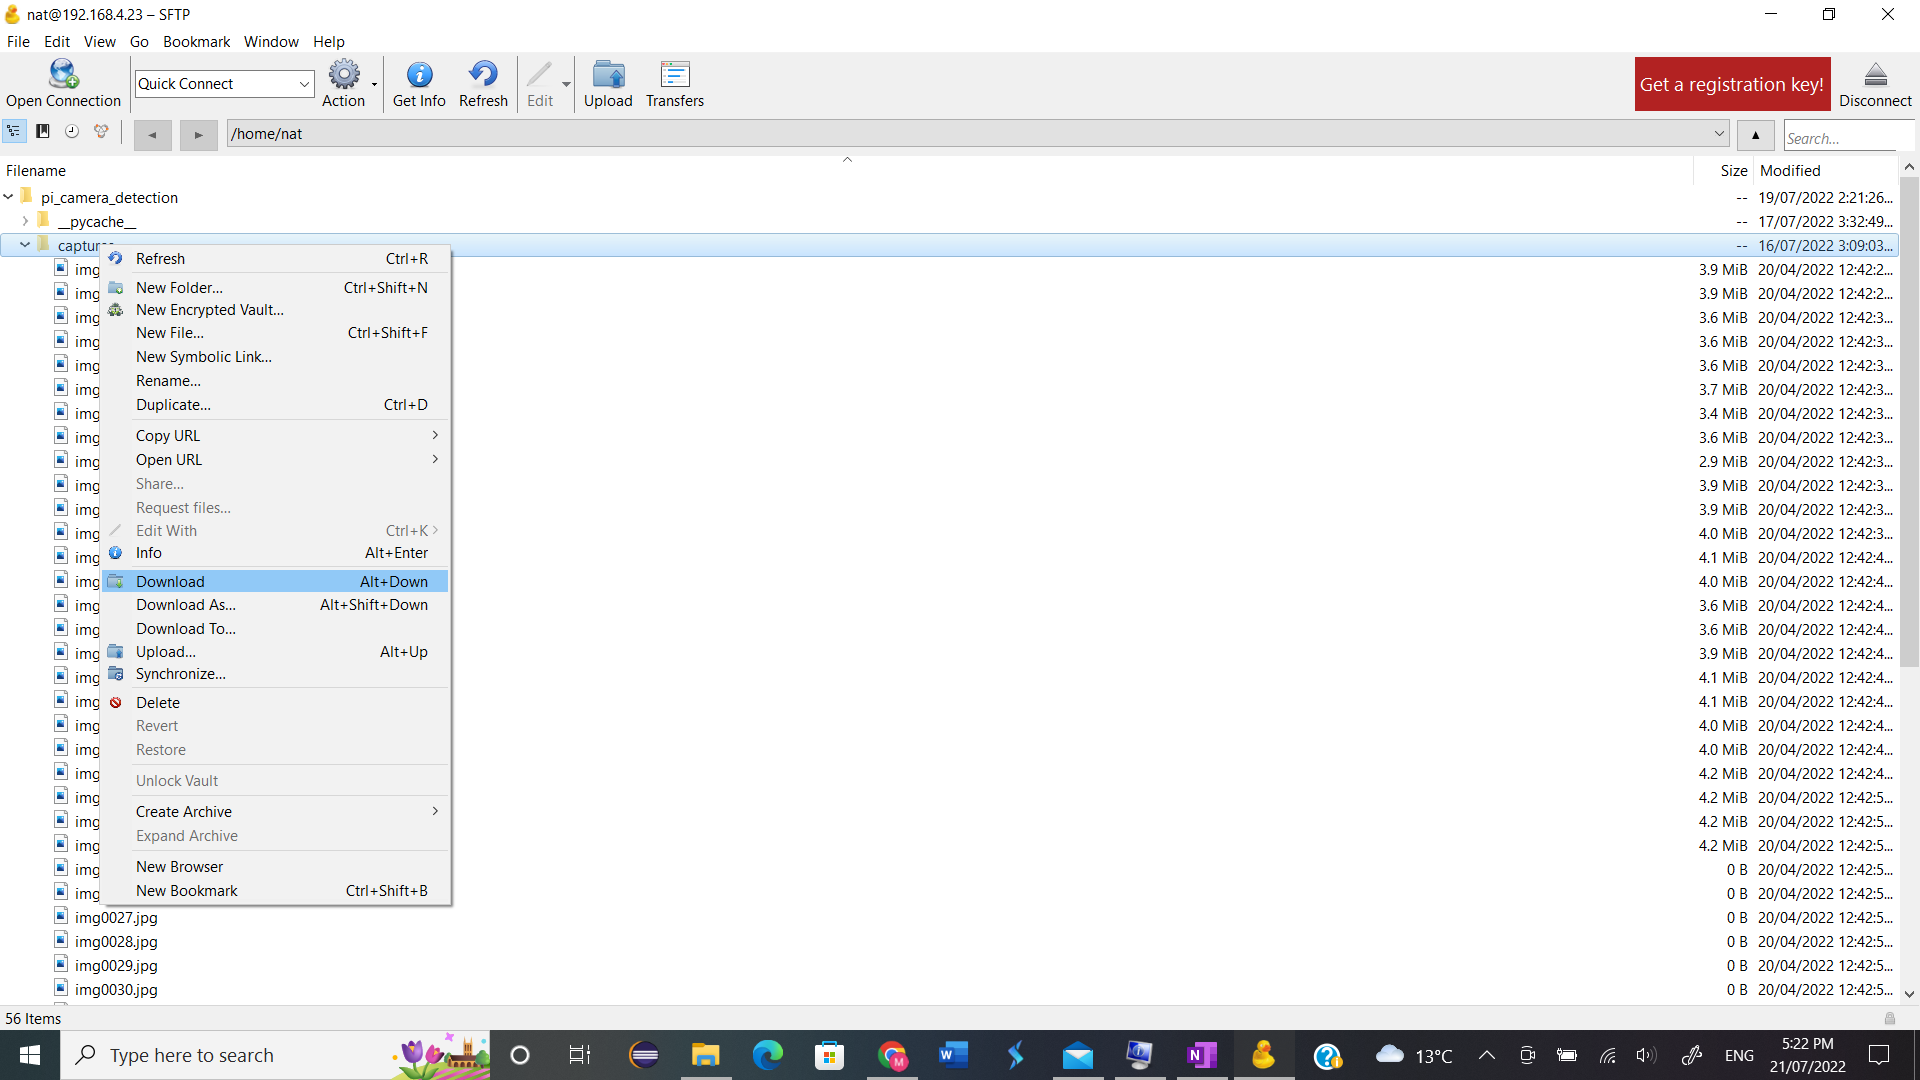 nat@192.168.4.23 – SFTP
File Edit View Go Bookmark Window Help
Open Connection Quick Connect Action Get Info Refresh Edit Upload Transfers Get a registration key! Disconnect
/home/nat Search...
Filename Size Modified
pi_camera_detection -- 19/07/2022 2:21:26...
__pycache__ -- 17/07/2022 3:32:49...
-- 16/07/2022 3:09:03...
Refresh Ctrl+R
New Folder... Ctrl+Shift+N
New Encrypted Vault...
New File... Ctrl+Shift+F
New Symbolic Link...
Rename...
Duplicate... Ctrl+D
Copy URL
Open URL
Share...
Request files...
Edit With Ctrl+K
Info Alt+Enter
Download Alt+Down
Download As... Alt+Shift+Down
Download To...
Upload... Alt+Up
Synchronize...
Delete
Revert
Restore
Unlock Vault
Create Archive
Expand Archive
New Browser
New Bookmark Ctrl+Shift+B
img 3.9 MiB 20/04/2022 12:42:2...
img 3.9 MiB 20/04/2022 12:42:2...
img 3.6 MiB 20/04/2022 12:42:3...
img 3.6 MiB 20/04/2022 12:42:3...
img 3.6 MiB 20/04/2022 12:42:3...
img 3.7 MiB 20/04/2022 12:42:3...
img 3.4 MiB 20/04/2022 12:42:3...
img 3.6 MiB 20/04/2022 12:42:3...
img 2.9 MiB 20/04/2022 12:42:3...
img 3.9 MiB 20/04/2022 12:42:3...
img 3.9 MiB 20/04/2022 12:42:3...
img 4.0 MiB 20/04/2022 12:42:3...
img 4.1 MiB 20/04/2022 12:42:4...
img 4.0 MiB 20/04/2022 12:42:4...
img 3.6 MiB 20/04/2022 12:42:4...
img 3.6 MiB 20/04/2022 12:42:4...
img 3.9 MiB 20/04/2022 12:42:4...
img 4.1 MiB 20/04/2022 12:42:4...
img 4.1 MiB 20/04/2022 12:42:4...
img 4.0 MiB 20/04/2022 12:42:4...
img 4.0 MiB 20/04/2022 12:42:4...
img 4.2 MiB 20/04/2022 12:42:4...
img 4.2 MiB 20/04/2022 12:42:5...
img 4.2 MiB 20/04/2022 12:42:5...
img 4.2 MiB 20/04/2022 12:42:5...
img 0 B 20/04/2022 12:42:5...
img 0 B 20/04/2022 12:42:5...
img0027.jpg 0 B 20/04/2022 12:42:5...
img0028.jpg 0 B 20/04/2022 12:42:5...
img0029.jpg 0 B 20/04/2022 12:42:5...
img0030.jpg 0 B 20/04/2022 12:42:5...
56 Items
Type here to search 13°C ENG 5:22 PM
21/07/2022